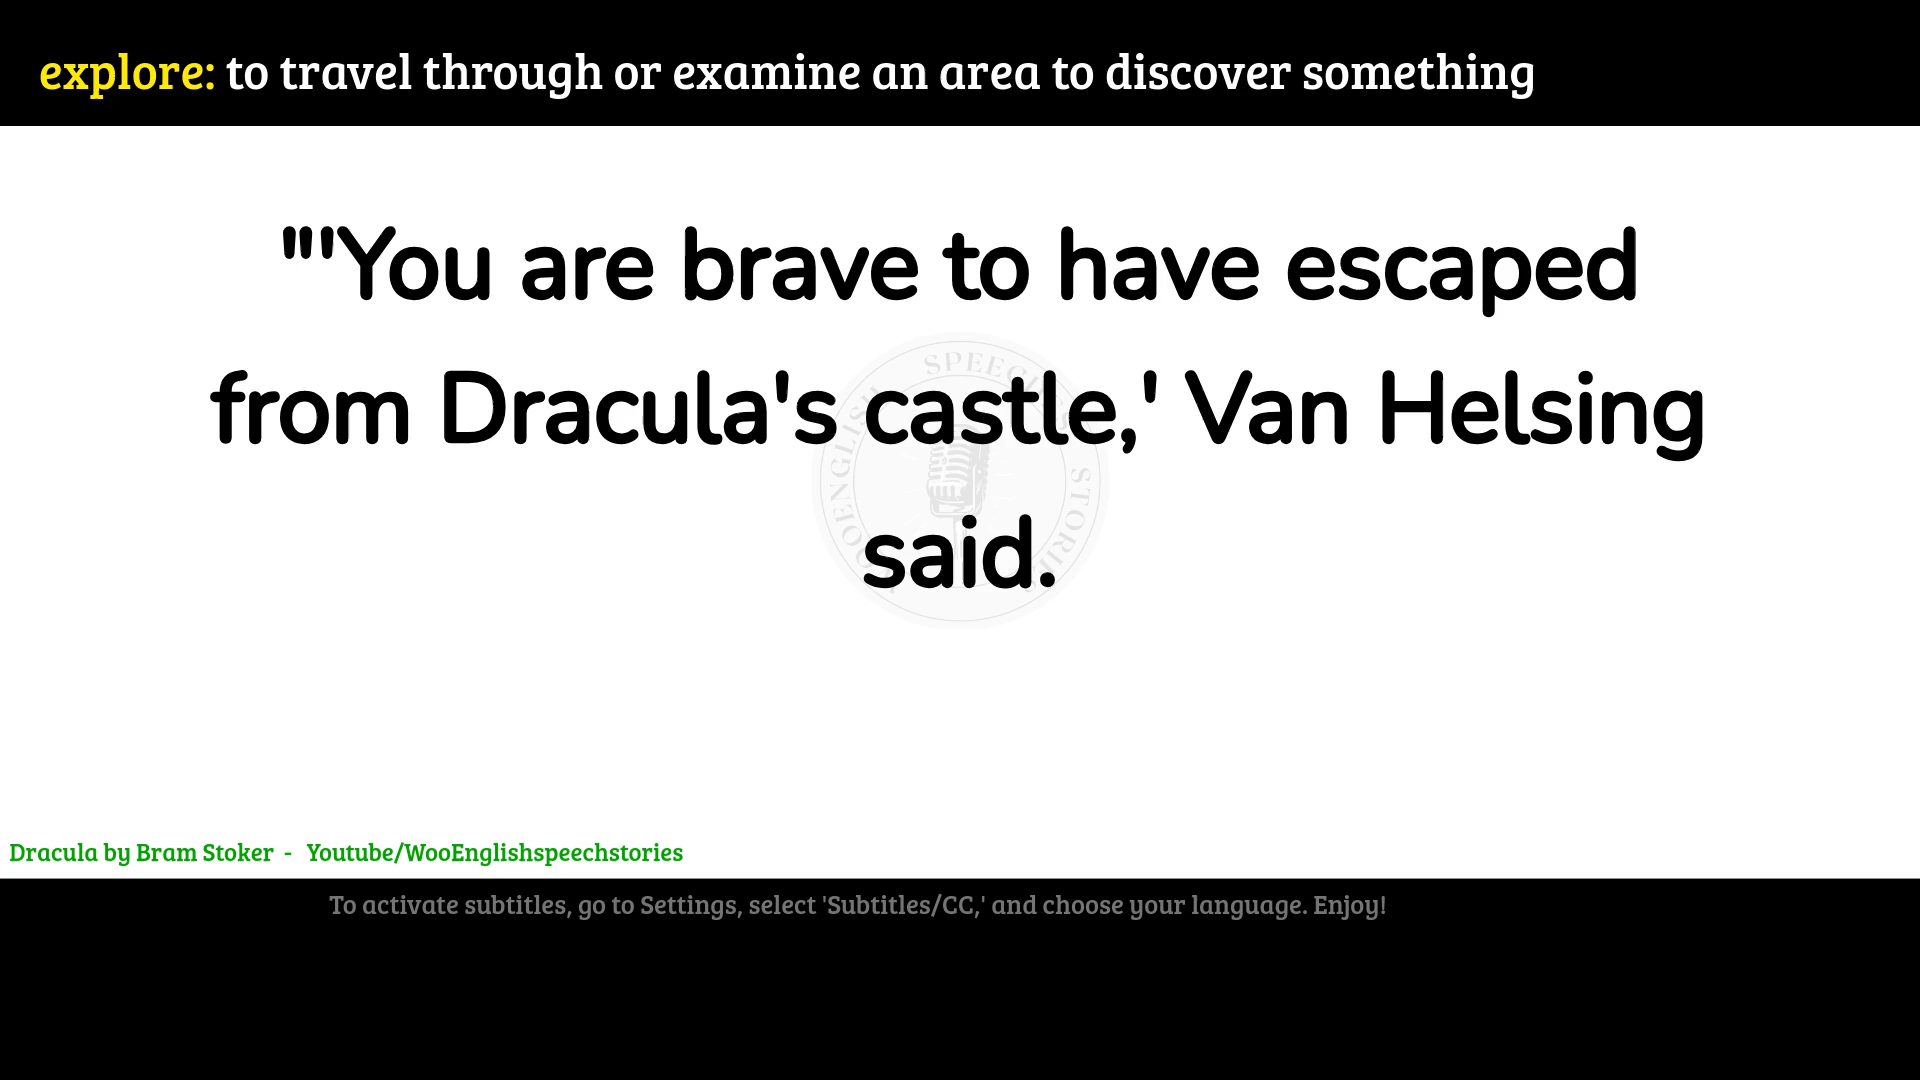 explore: to travel through or examine an area to discover something
"'You are brave to have escaped
from Dracula's castle,' Van Helsing
said.
Dracula by Bram Stoker - Youtube/WooEnglishspeechstories
To activate subtitles, go to Settings, select 'Subtitles/CC,' and choose your language. Enjoy!